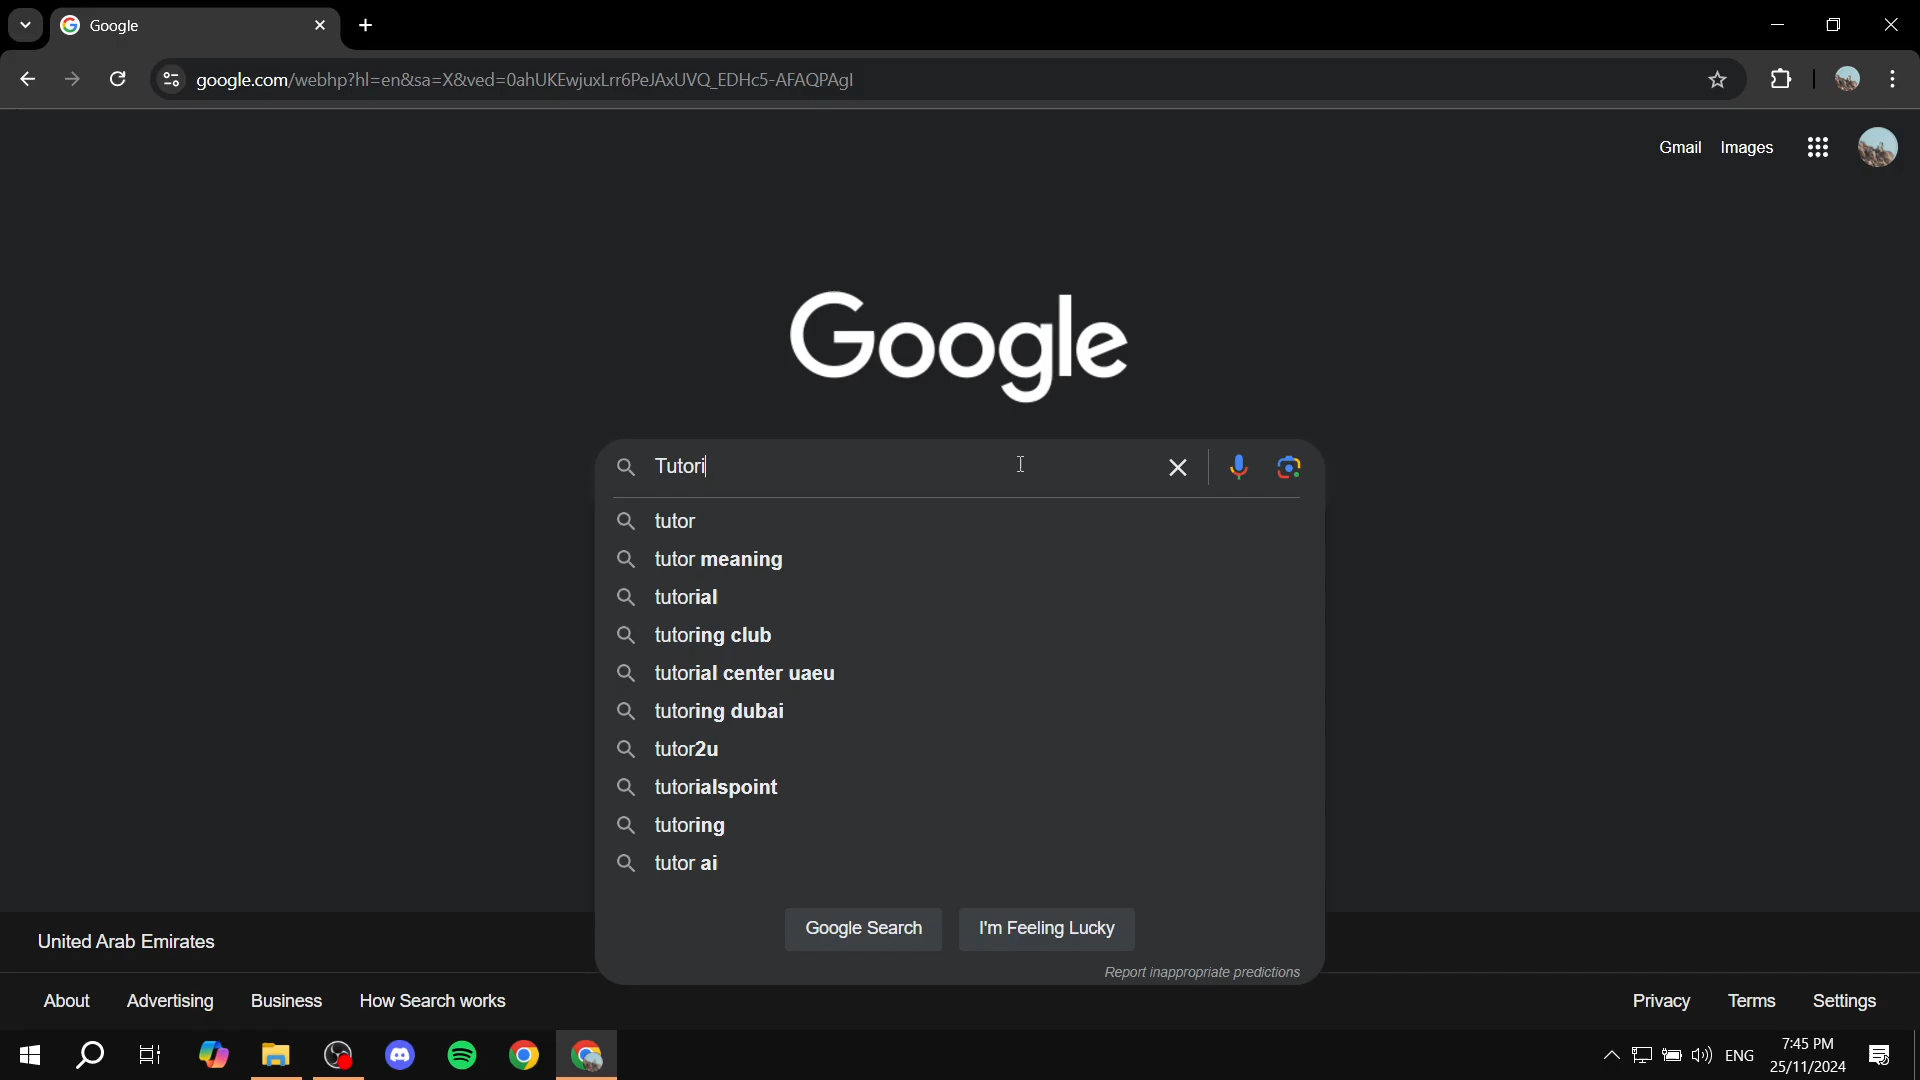 Google
google.com/webhp?hl=en&sa=X&ved=0ahUKEwjuxLrr6PeJAxUVQ_EDHc5-AFAQPAgI
Gmail Images
Google
Tutori
tutor
tutor meaning
tutorial
tutoring club
tutorial center uaeu
tutoring dubai
tutor2u
tutorialspoint
tutoring
tutor ai
Google Search I'm Feeling Lucky
Report inappropriate predictions
United Arab Emirates
About Advertising Business How Search works Privacy Terms Settings
ENG
7:45 PM
25/11/2024